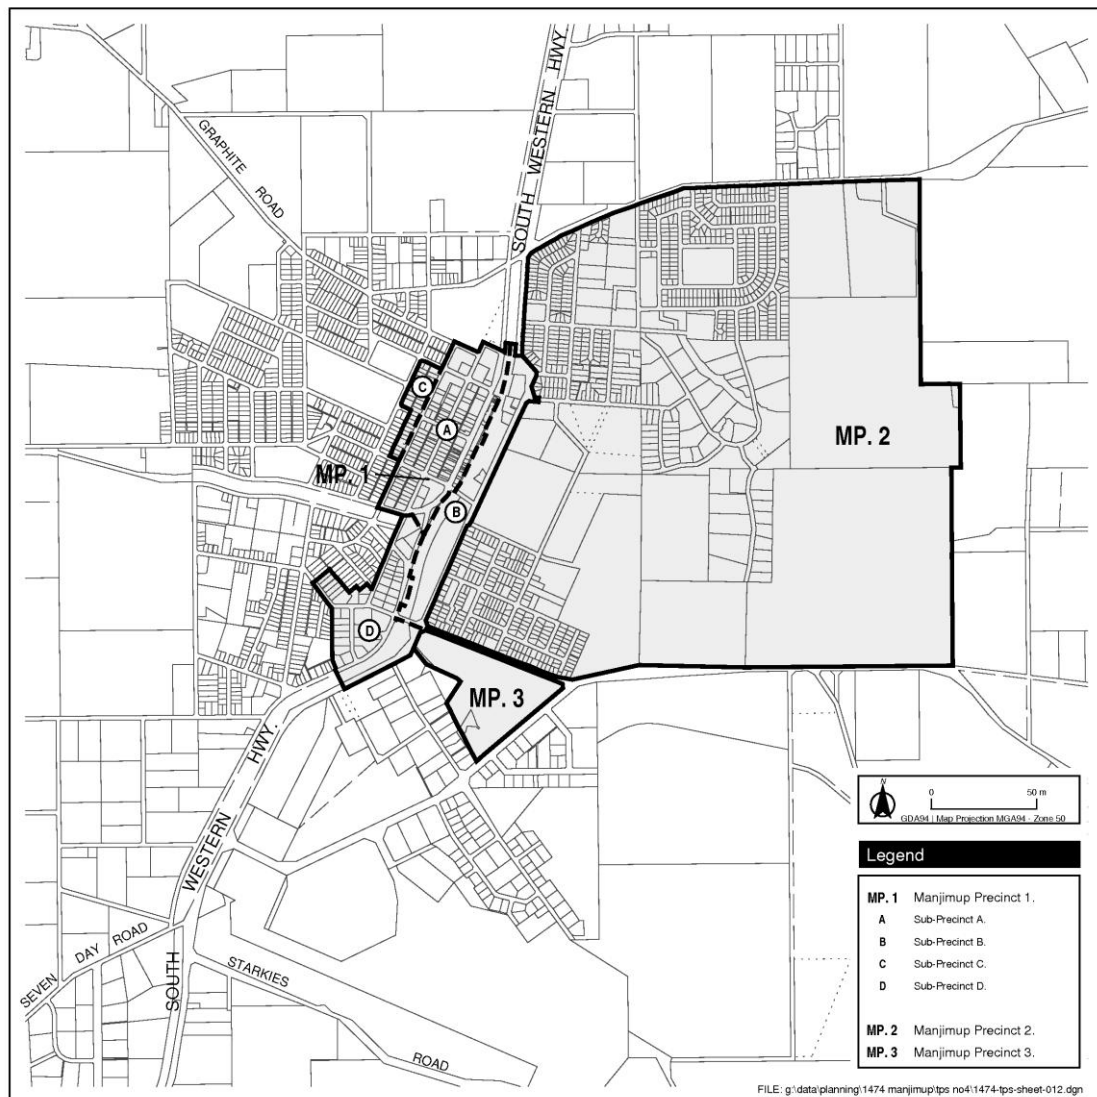 GRAPHITE ROAD
SOUTH WESTERN HWY
C
A
MP. 1
B
MP. 2
D
MP. 3
SOUTH WESTERN HWY.
SEVEN DAY ROAD
STARKIES ROAD
N
0 50 m
GDA94 | Map Projection MGA94 - Zone 50
Legend
MP. 1 Manjimup Precinct 1.
A Sub-Precinct A.
B Sub-Precinct B.
C Sub-Precinct C.
D Sub-Precinct D.
MP. 2 Manjimup Precinct 2.
MP. 3 Manjimup Precinct 3.
FILE: g:\data\planning\1474 manjimup\tps no4\1474-tps-sheet-012.dgn